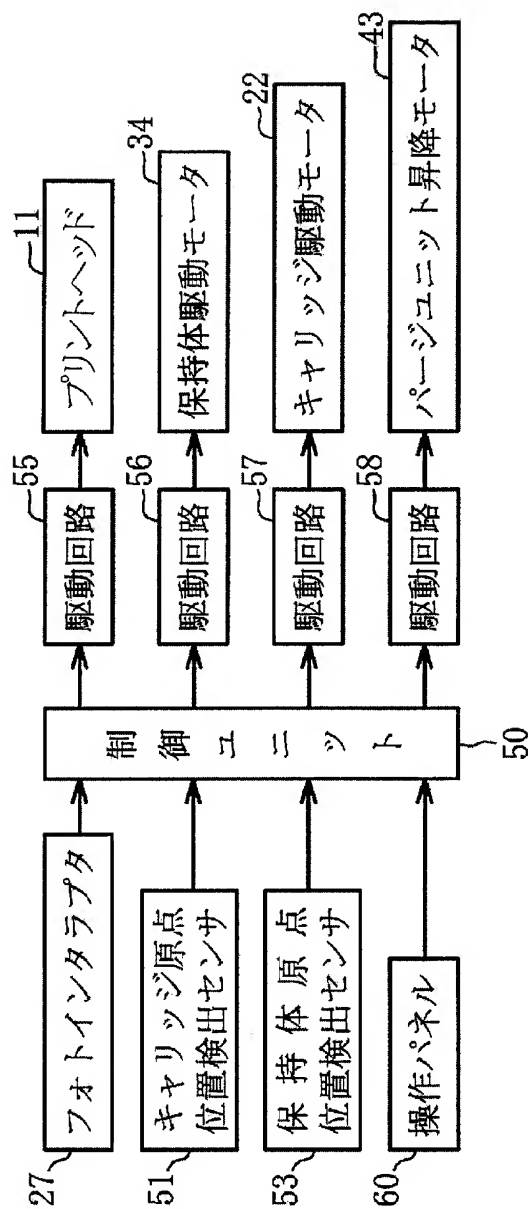 27
フォトインタラプタ
51
キャリッジ原点
位置検出センサ
53
保持体原点
位置検出センサ
60
操作パネル
制御ユニット
50
55
駆動回路
56
駆動回路
57
駆動回路
58
駆動回路
11
プリントヘッド
34
保持体駆動モータ
22
キャリッジ駆動モータ
43
パージユニット昇降モータ